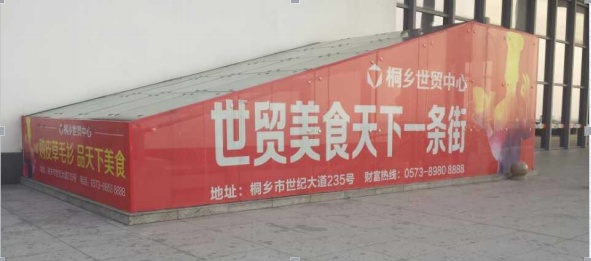 桐乡世贸中心
品天下美食
桐乡世贸中心
世贸美食天下一条街
地址：桐乡市世纪大道235号 财富热线：0573-8980 8888